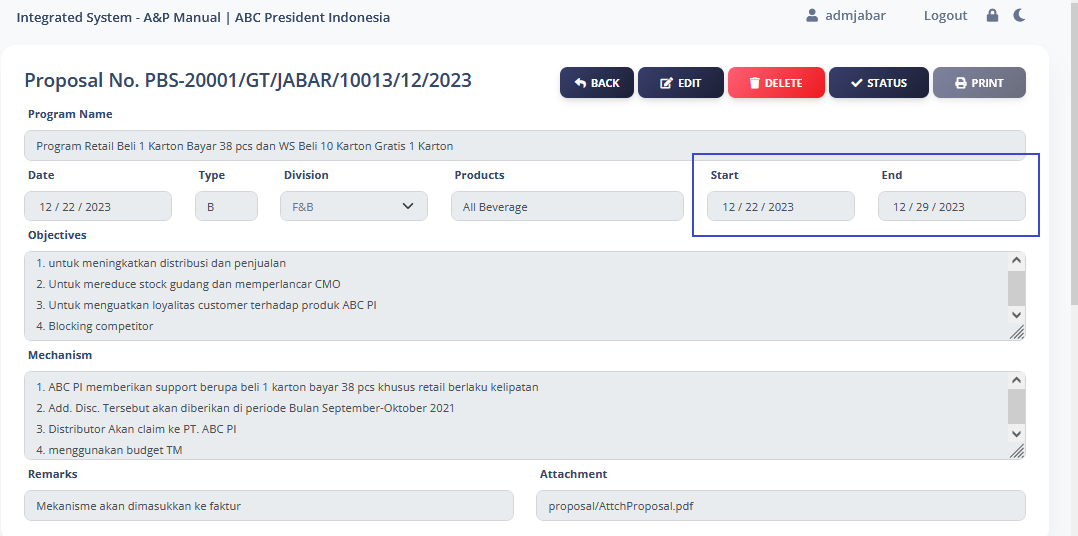 Integrated System - A&P Manual | ABC President Indonesia
admjabar
Logout
Proposal No. PBS-20001/GT/JABAR/10013/12/2023
BACK
EDIT
DELETE
STATUS
PRINT
Program Name
Program Retail Beli 1 Karton Bayar 38 pcs dan WS Beli 10 Karton Gratis 1 Karton
Date
Type
Division
Products
Start
End
12 / 22 / 2023
B
F&B
All Beverage
12 / 22 / 2023
12 / 29 / 2023
Objectives
1. untuk meningkatkan distribusi dan penjualan
2. Untuk mereduce stock gudang dan memperlancar CMO
3. Untuk menguatkan loyalitas customer terhadap produk ABC PI
4. Blocking competitor
Mechanism
1. ABC PI memberikan support berupa beli 1 karton bayar 38 pcs khusus retail berlaku kelipatan
2. Add. Disc. Tersebut akan diberikan di periode Bulan September-Oktober 2021
3. Distributor Akan claim ke PT. ABC PI
4. menggunakan budget TM
Remarks
Attachment
Mekanisme akan dimasukkan ke faktur
proposal/AttchProposal.pdf